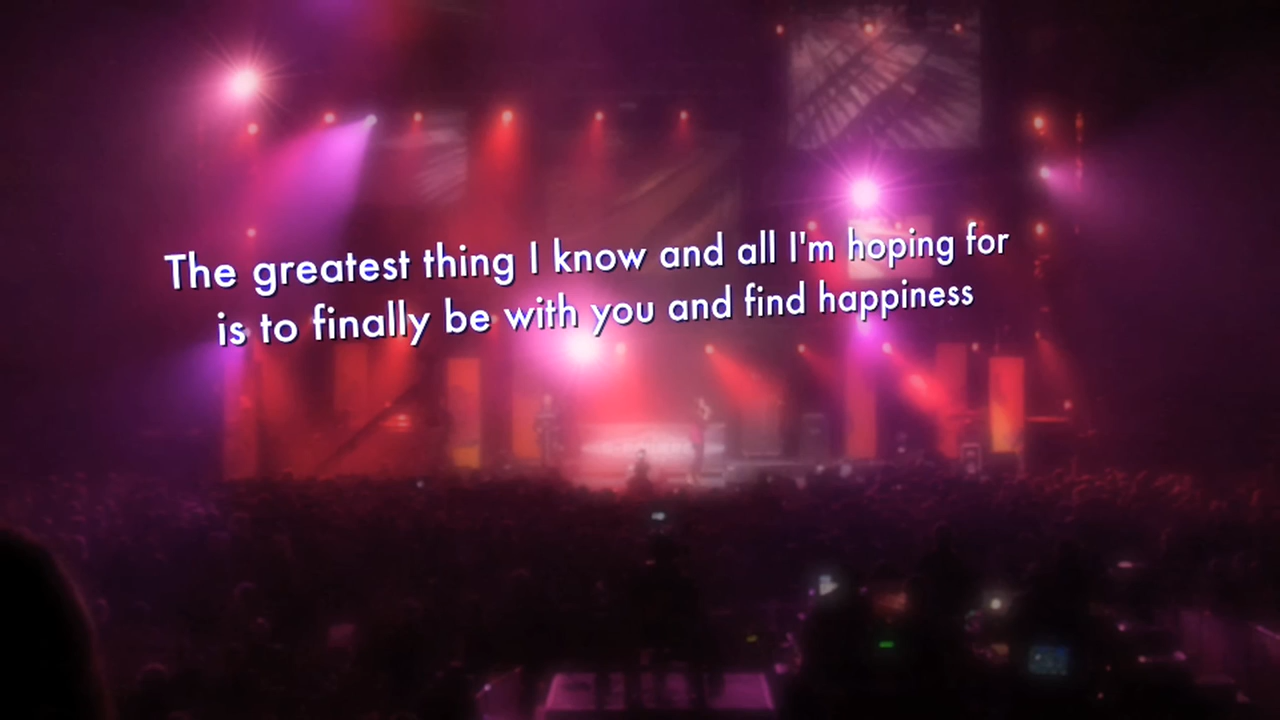 The greatest thing I know and all I'm hoping for
is to finally be with you and find happiness